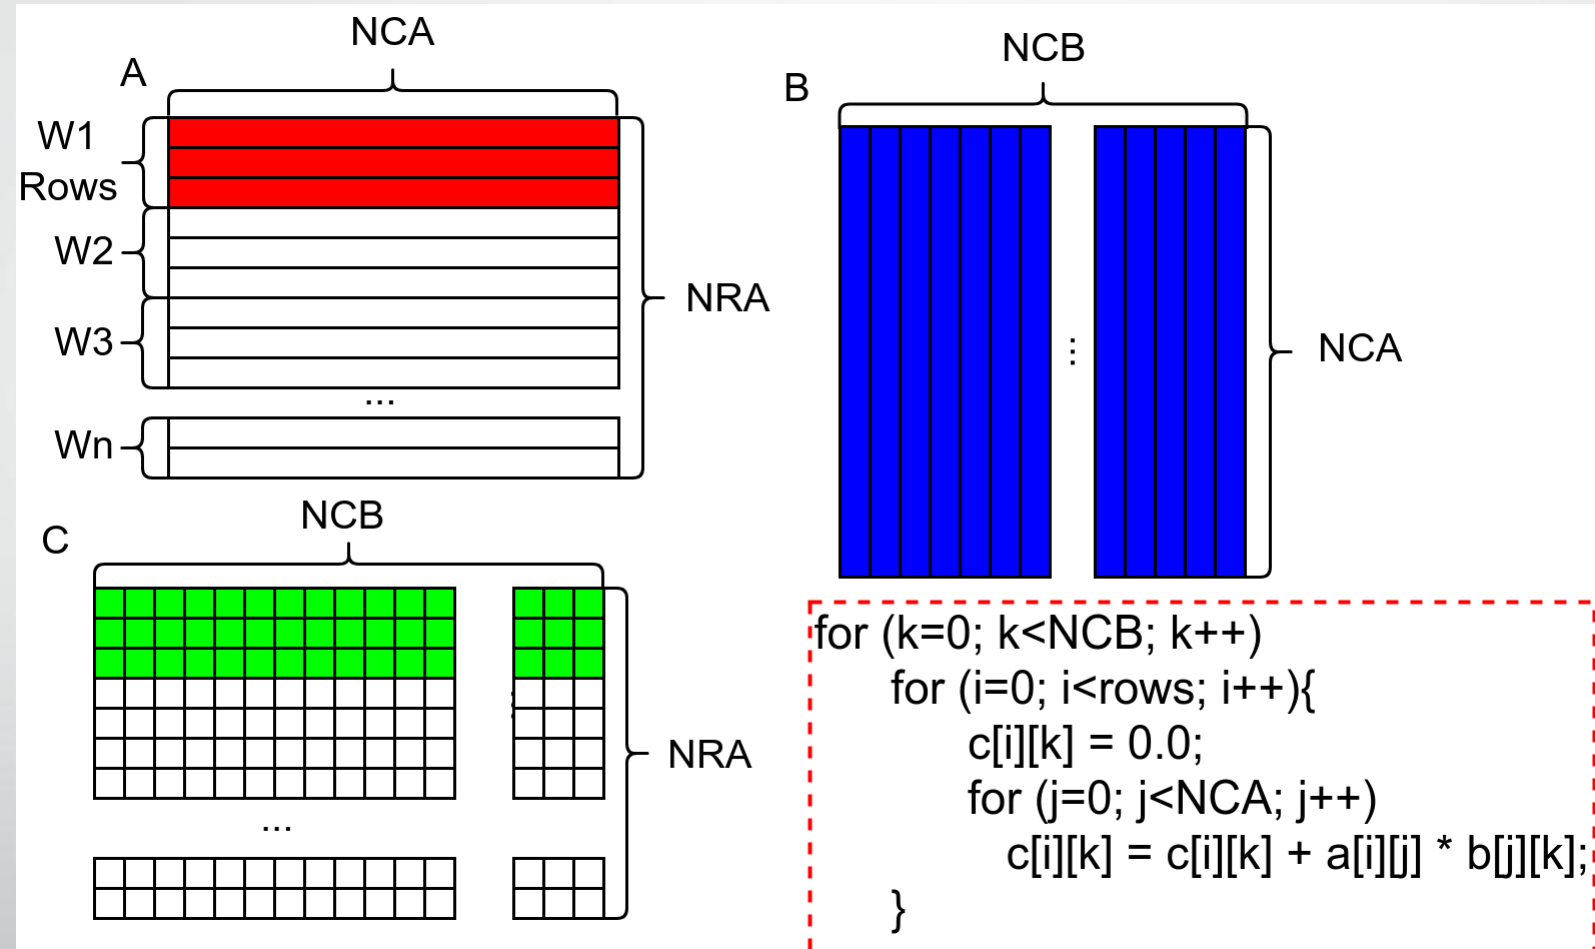 NCA
A
W1
Rows
W2
W3
...
Wn
NRA
NCB
B
...
NCA
NCB
C
NRA
...
for (k=0; k<NCB; k++)
for (i=0; i<rows; i++){
c[i][k] = 0.0;
for (j=0; j<NCA; j++)
c[i][k] = c[i][k] + a[i][j] * b[j][k];
}